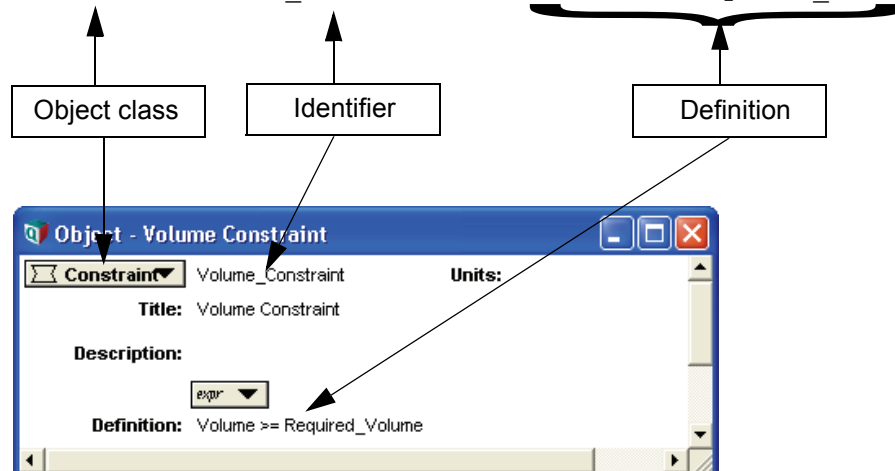 Object class
Identifier
Definition
Object - Volume Constraint
Constraint Volume_Constraint Units:
Title: Volume Constraint
Description:
expr
Definition: Volume >= Required_Volume